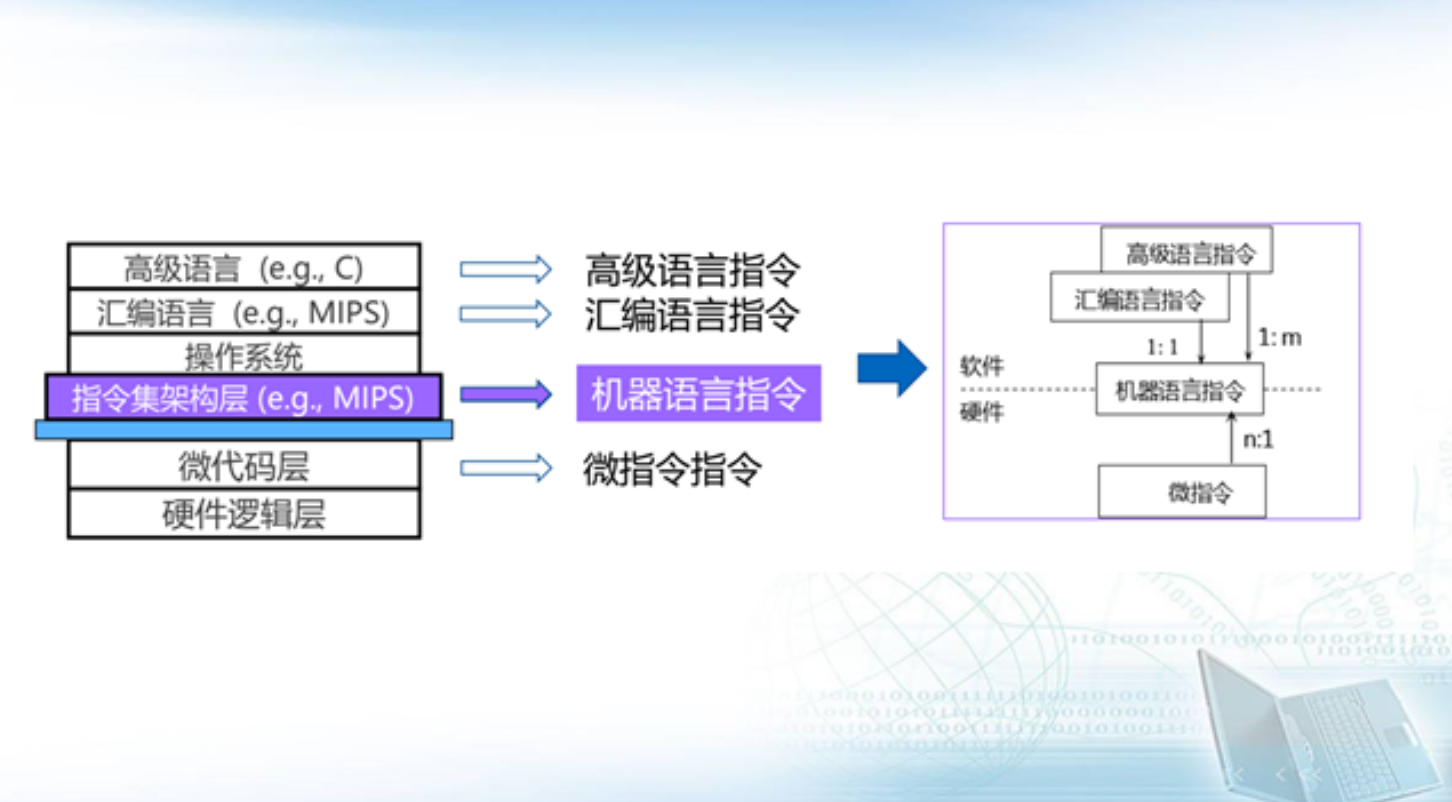 高级语言 (e.g., C)
汇编语言 (e.g., MIPS)
操作系统
指令集架构层 (e.g., MIPS)
微代码层
硬件逻辑层
高级语言指令
汇编语言指令
机器语言指令
微指令指令
高级语言指令
汇编语言指令
1: 1
1: m
软件
机器语言指令
硬件
n:1
微指令